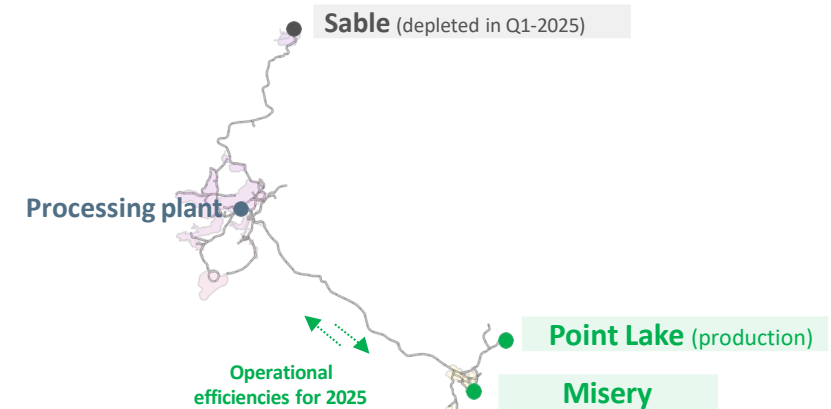 Sable (depleted in Q1-2025)
Processing plant
Point Lake (production)
Operational
efficiencies for 2025
Misery